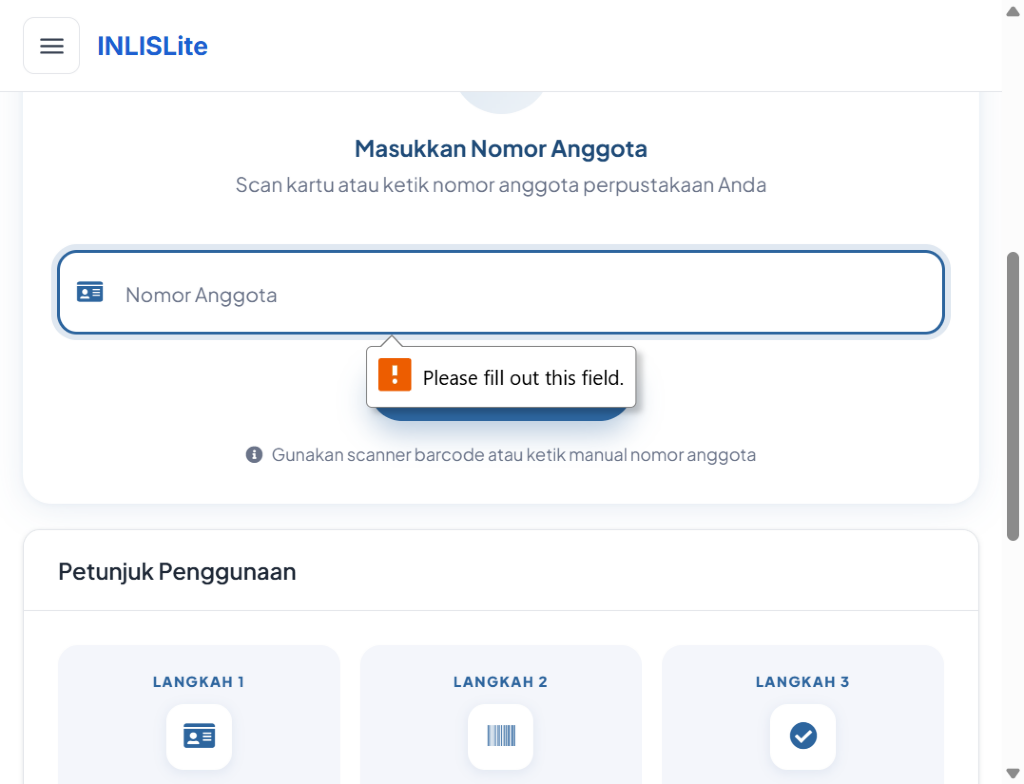 INLISLite
Masukkan Nomor Anggota
Scan kartu atau ketik nomor anggota perpustakaan Anda
Nomor Anggota
Please fill out this field.
Gunakan scanner barcode atau ketik manual nomor anggota
Petunjuk Penggunaan
LANGKAH 1
LANGKAH 2
LANGKAH 3